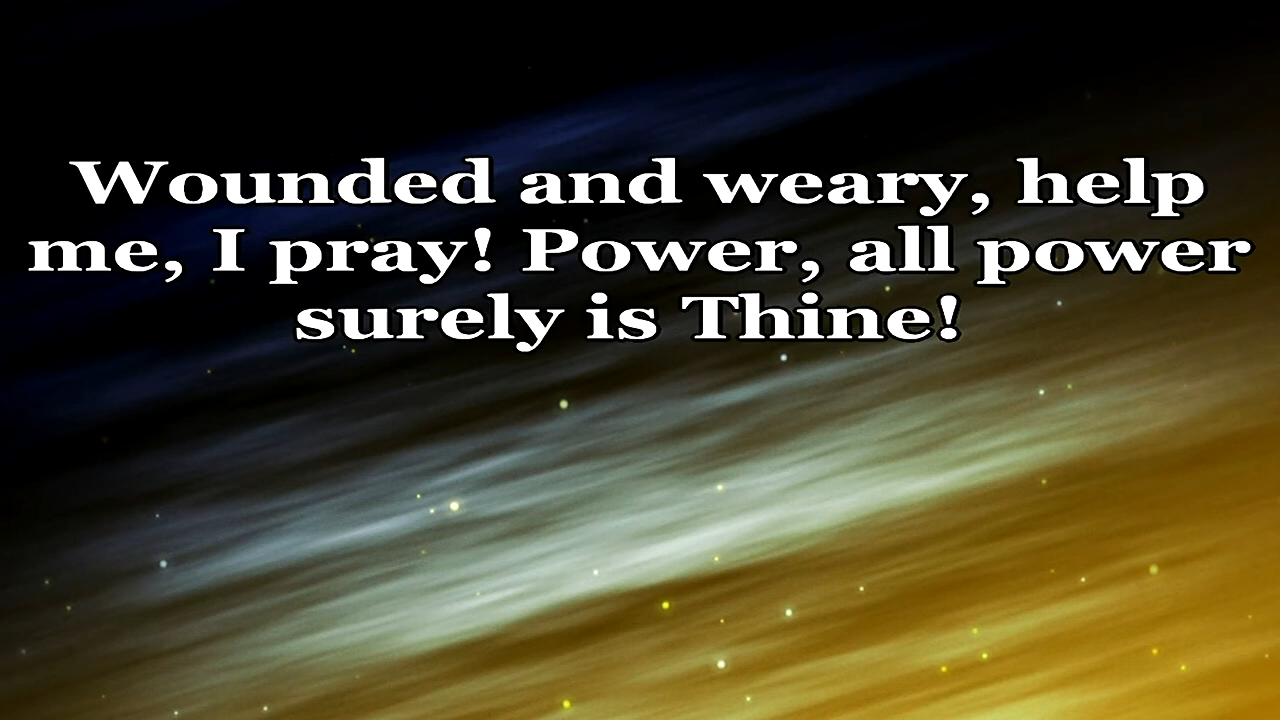 Wounded and weary, help
me, I pray! Power, all power
surely is Thine!